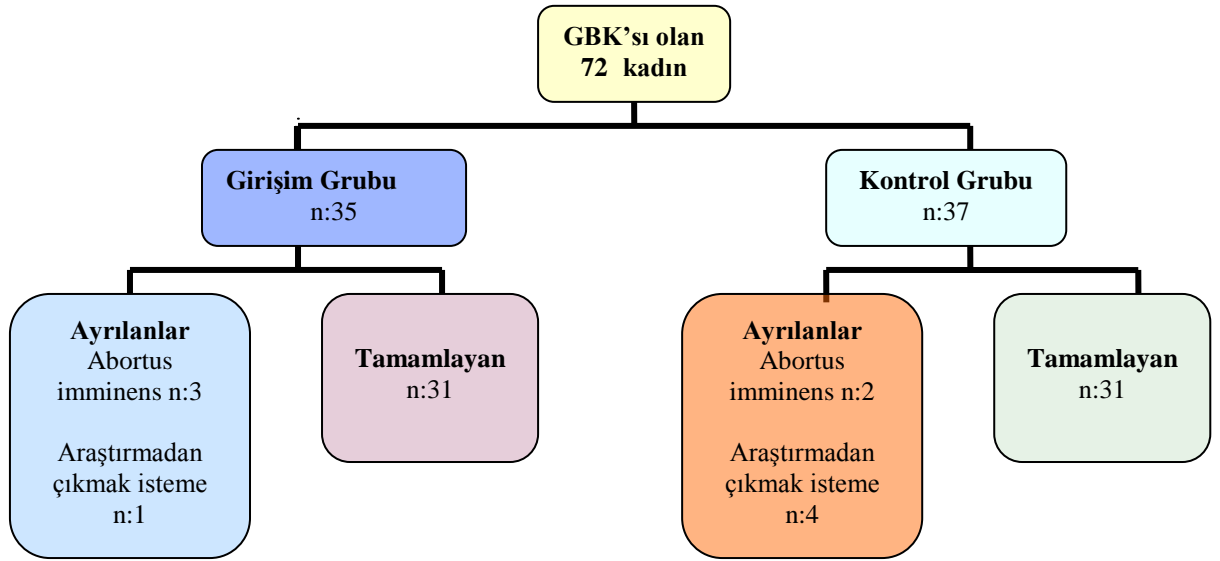 GBK’sı olan
72 kadın
Girişim Grubu
n:35
Kontrol Grubu
n:37
Ayrılanlar
Abortus
imminens n:3
Araştırmadan
çıkmak isteme
n:1
Tamamlayan
n:31
Ayrılanlar
Abortus
imminens n:2
Araştırmadan
çıkmak isteme
n:4
Tamamlayan
n:31